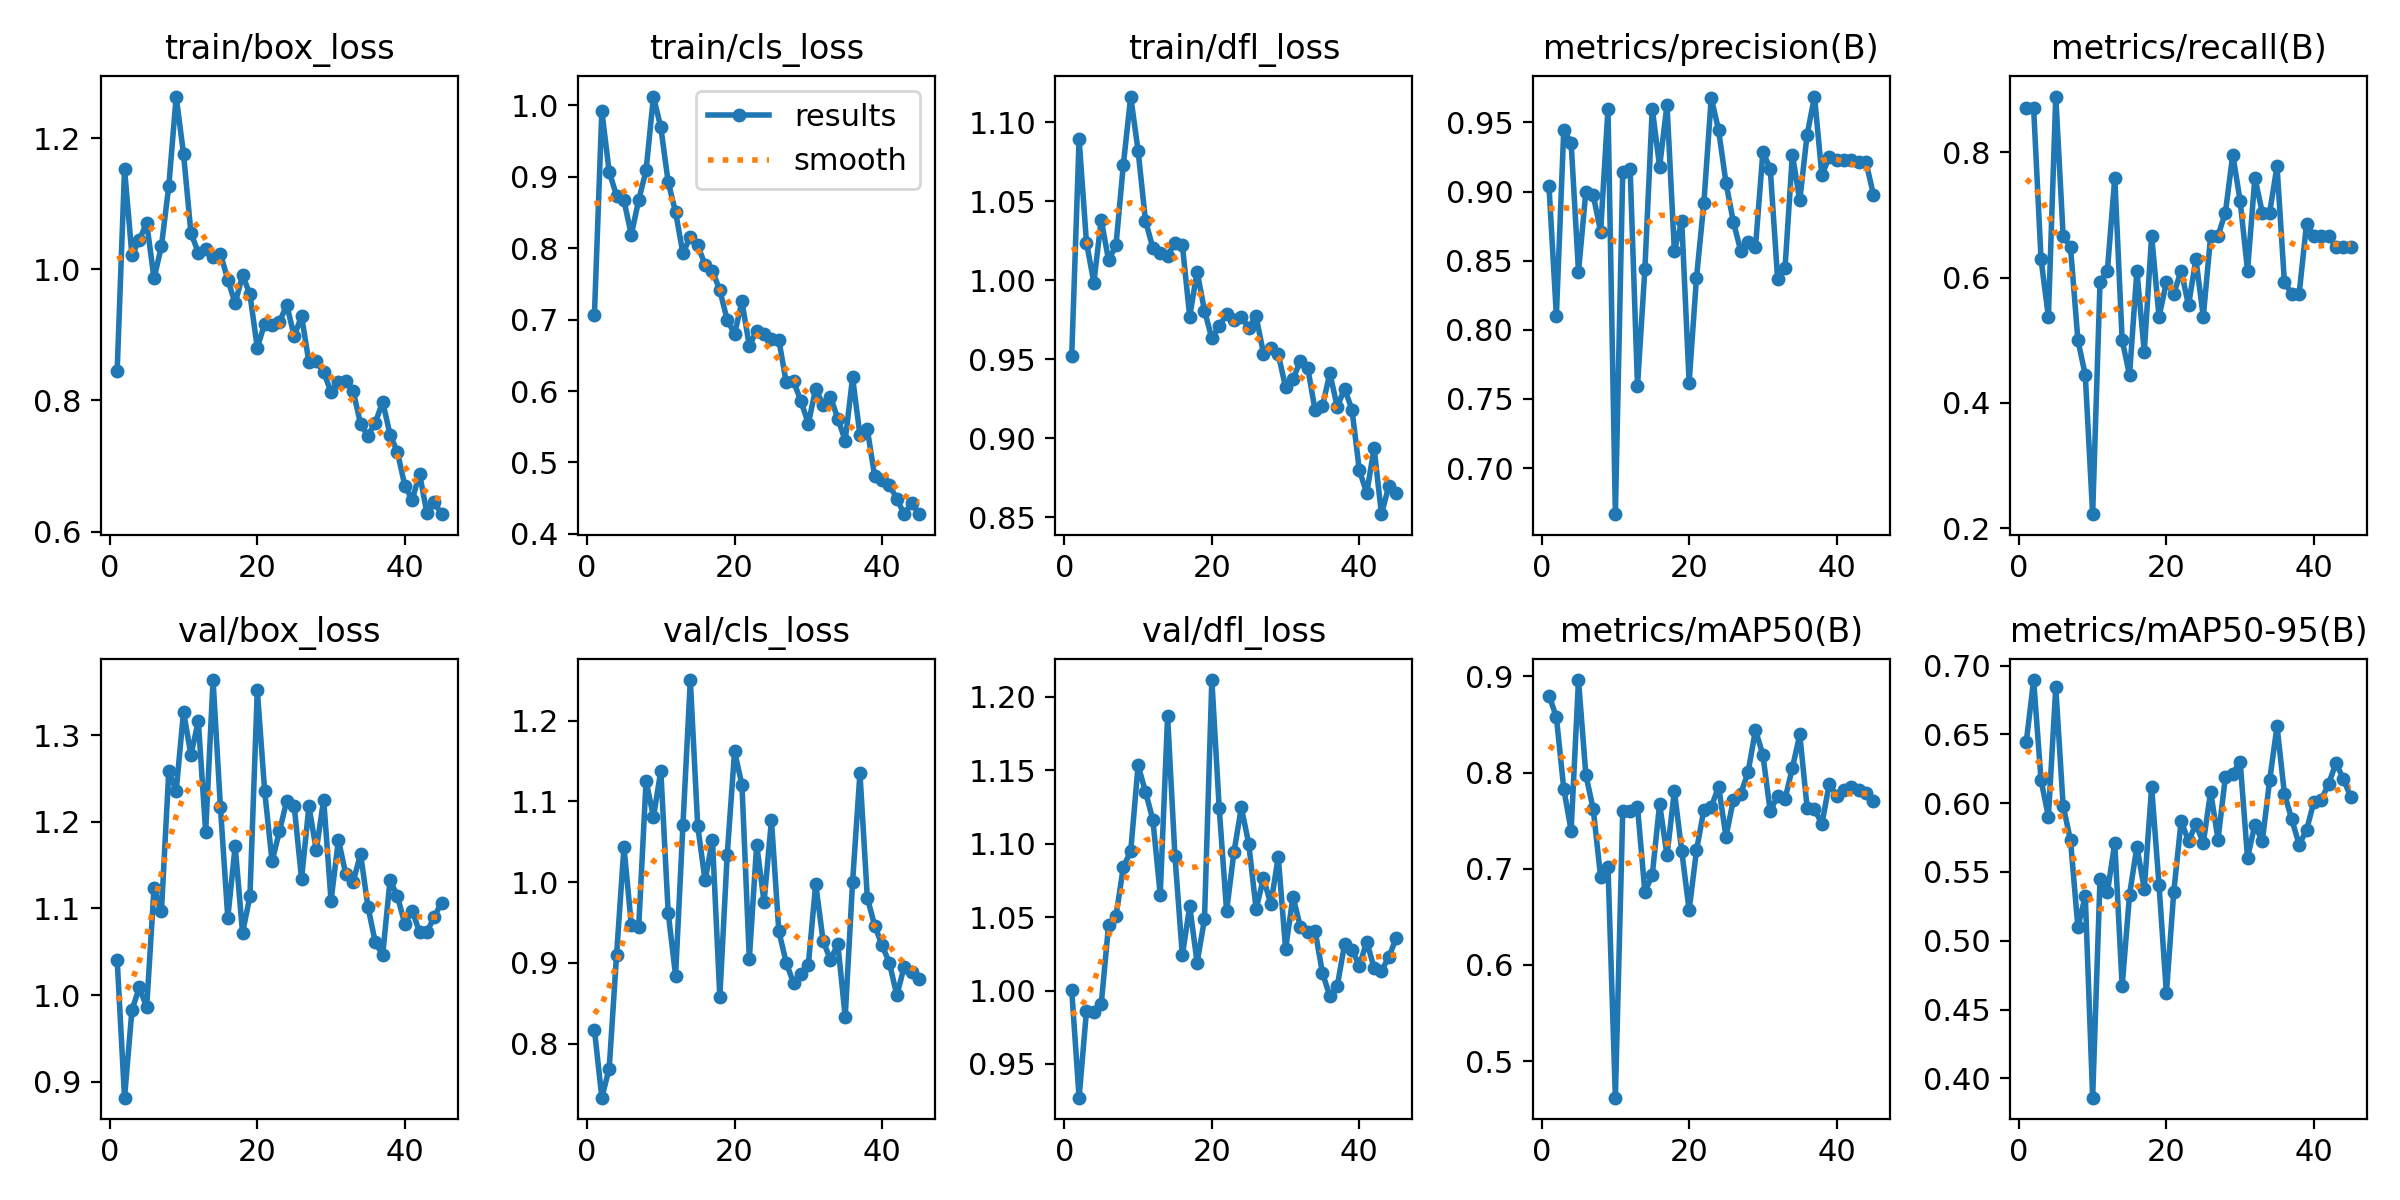 train/box_loss
train/cls_loss
train/dfl_loss
metrics/precision(B)
metrics/recall(B)
1.2
1.0
0.8
0.6
0 20 40
1.0
0.9
0.8
0.7
0.6
0.5
0.4
results
smooth
0 20 40
1.10
1.05
1.00
0.95
0.90
0.85
0 20 40
0.95
0.90
0.85
0.80
0.75
0.70
0 20 40
0.8
0.6
0.4
0.2
0 20 40
val/box_loss
val/cls_loss
val/dfl_loss
metrics/mAP50(B)
metrics/mAP50-95(B)
1.3
1.2
1.1
1.0
0.9
0 20 40
1.2
1.1
1.0
0.9
0.8
0 20 40
1.20
1.15
1.10
1.05
1.00
0.95
0 20 40
0.9
0.8
0.7
0.6
0.5
0 20 40
0.70
0.65
0.60
0.55
0.50
0.45
0.40
0 20 40